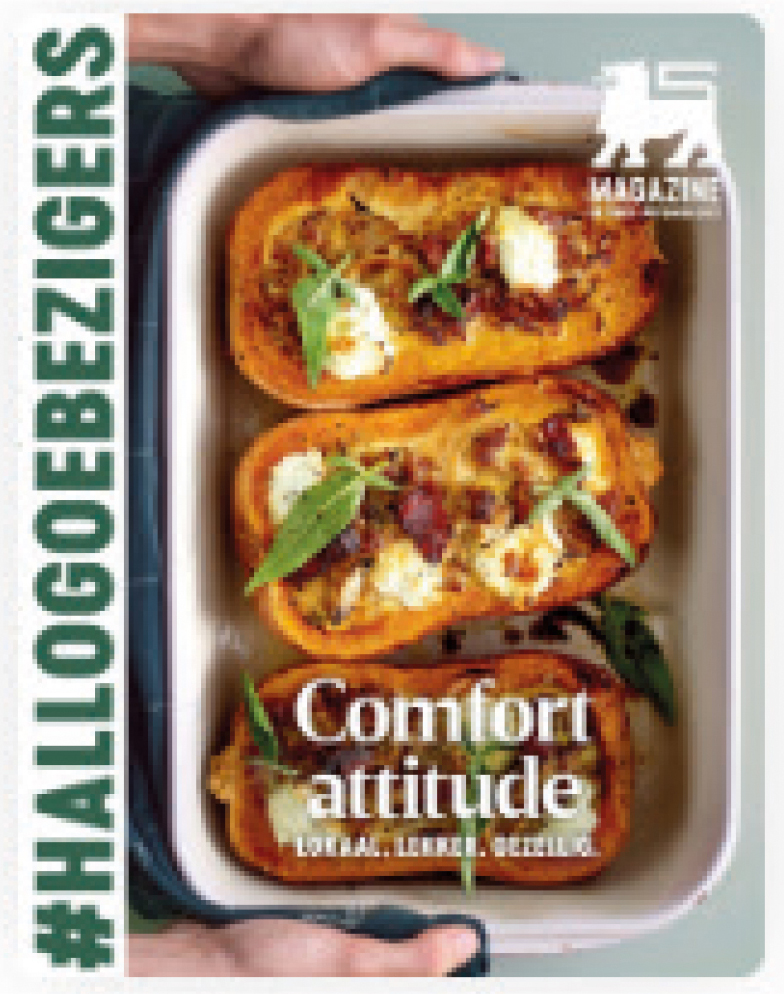 #HALLOGOEBEZIGERS
MAGAZINE
Comfort
attitude
LOKAAL. LEKKER. GEZELLIG.